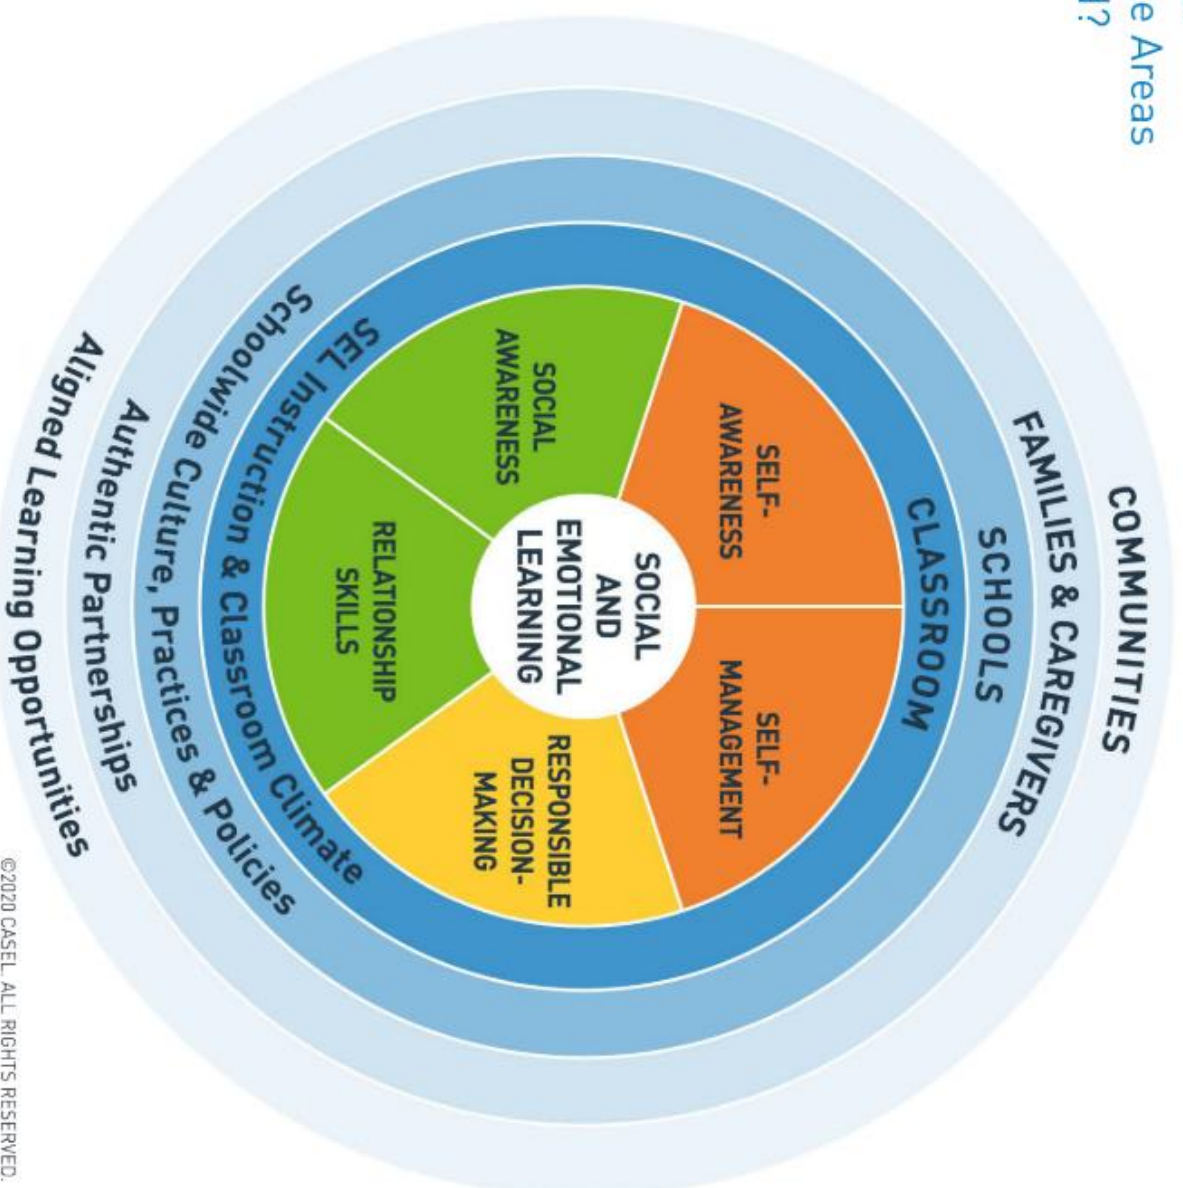 e Areas
?
COMMUNITIES
FAMILIES & CAREGIVERS
SCHOOLS
CLASSROOM
SELF-
AWARENESS
SELF-
MANAGEMENT
SOCIAL
AND
EMOTIONAL
LEARNING
SOCIAL
AWARENESS
RESPONSIBLE
DECISION-
MAKING
RELATIONSHIP
SKILLS
SEL Instruction & Classroom Climate
Schoolwide Culture, Practices & Policies
Authentic Partnerships
Aligned Learning Opportunities
©2020 CASEL. ALL RIGHTS RESERVED.